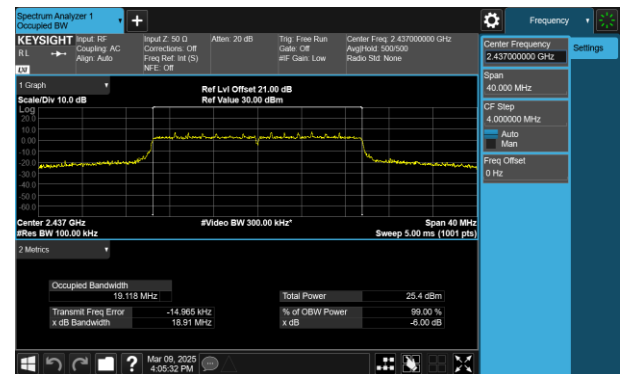 Spectrum Analyzer 1
Occupied BW
Frequency
KEYSIGHT
R L
LXI
Input: RF
Coupling: AC
Align: Auto
Input Z: 50 Ω
Corrections: Off
Freq Ref: Int (S)
NFE: Off
Atten: 20 dB
Trig: Free Run
Gate: Off
#IF Gain: Low
Center Freq: 2.437000000 GHz
Avg|Hold: 500/500
Radio Std: None
Center Frequency
2.437000000 GHz
Settings
Span
40.000 MHz
CF Step
4.000000 MHz
Auto
Man
Freq Offset
0 Hz
1 Graph
Scale/Div 10.0 dB
Ref Lvl Offset 21.00 dB
Ref Value 30.00 dBm
Log
20.0
10.0
0.00
-10.0
-20.0
-30.0
-40.0
-50.0
-60.0
Center 2.437 GHz
#Res BW 100.00 kHz
#Video BW 300.00 kHz*
Span 40 MHz
Sweep 5.00 ms (1001 pts)
2 Metrics
Occupied Bandwidth
19.118 MHz
Total Power 25.4 dBm
Transmit Freq Error -14.965 kHz
% of OBW Power 99.00 %
x dB Bandwidth 18.91 MHz
x dB -6.00 dB
?
Mar 09, 2025
4:05:32 PM